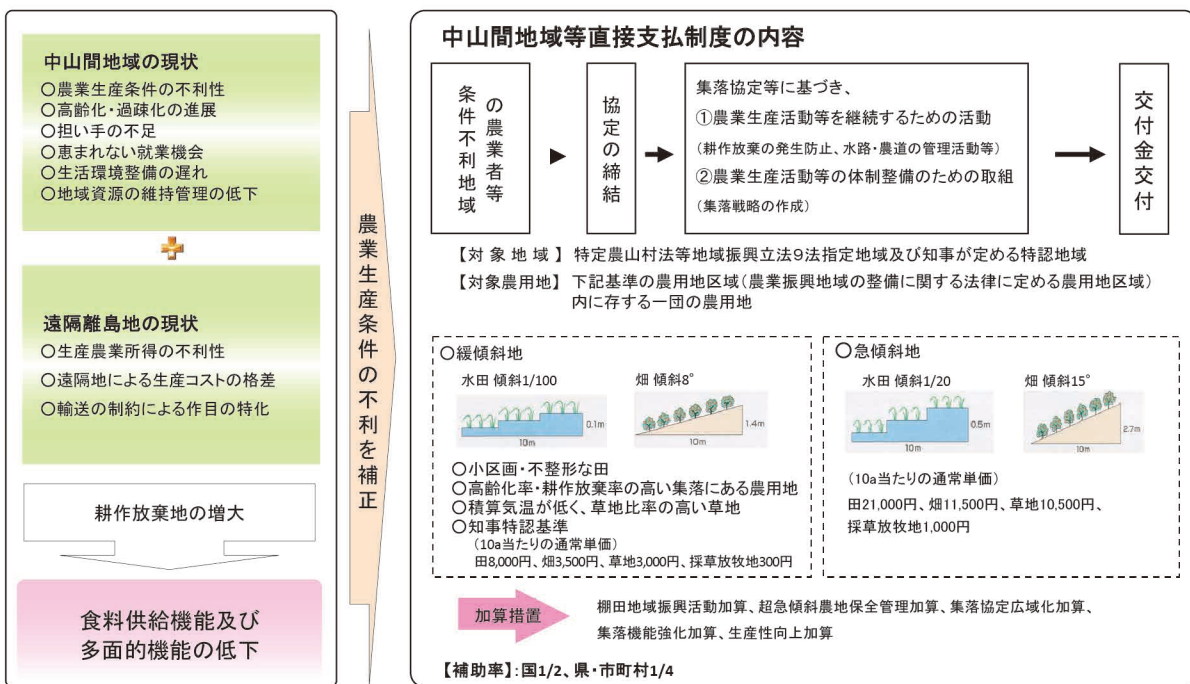 中山間地域の現状
○農業生産条件の不利性
○高齢化・過疎化の進展
○担い手の不足
○恵まれない就業機会
○生活環境整備の遅れ
○地域資源の維持管理の低下
遠隔離島地の現状
○生産農業所得の不利性
○遠隔地による生産コストの格差
○輸送の制約による作目の特化
耕作放棄地の増大
食料供給機能及び
多面的機能の低下
農業生産条件の不利を補正
中山間地域等直接支払制度の内容
条件不利地域
の農業者等
協定の締結
集落協定等に基づき、
①農業生産活動等を継続するための活動
(耕作放棄の発生防止、水路・農道の管理活動等)
②農業生産活動等の体制整備のための取組
(集落戦略の作成)
交付金交付
【対象地域】 特定農山村法等地域振興立法9法指定地域及び知事が定める特認地域
【対象農用地】 下記基準の農用地区域(農業振興地域の整備に関する法律に定める農用地区域)
内に存する一団の農用地
○緩傾斜地
水田 傾斜1/100
畑 傾斜8°
0.1m
10m
1.4m
10m
○小区画・不整形な田
○高齢化率・耕作放棄率の高い集落にある農用地
○積算気温が低く、草地比率の高い草地
○知事特認基準
(10a当たりの通常単価)
田8,000円、畑3,500円、草地3,000円、採草放牧地300円
○急傾斜地
水田 傾斜1/20
畑 傾斜15°
0.5m
10m
2.7m
10m
(10a当たりの通常単価)
田21,000円、畑11,500円、草地10,500円、
採草放牧地1,000円
加算措置
棚田地域振興活動加算、超急傾斜農地保全管理加算、集落協定広域化加算、
集落機能強化加算、生産性向上加算
【補助率】:国1/2、県・市町村1/4